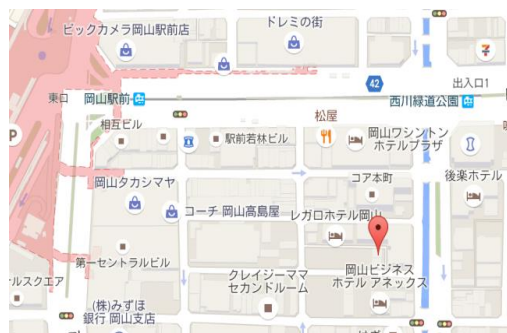 ビックカメラ岡山駅前店
ドレミの街
42
出入口1
東口
岡山駅前
西川緑道公園
松屋
相互ビル
駅前若林ビル
岡山ワシントン
ホテルプラザ
コア本町
後楽ホテル
岡山タカシマヤ
コーチ 岡山高島屋
レガロホテル岡山
第一セントラルビル
クレイジーママ
セカンドルーム
岡山ビジネス
ホテル アネックス
ナルスクエア
(株)みずほ
銀行 岡山支店
P